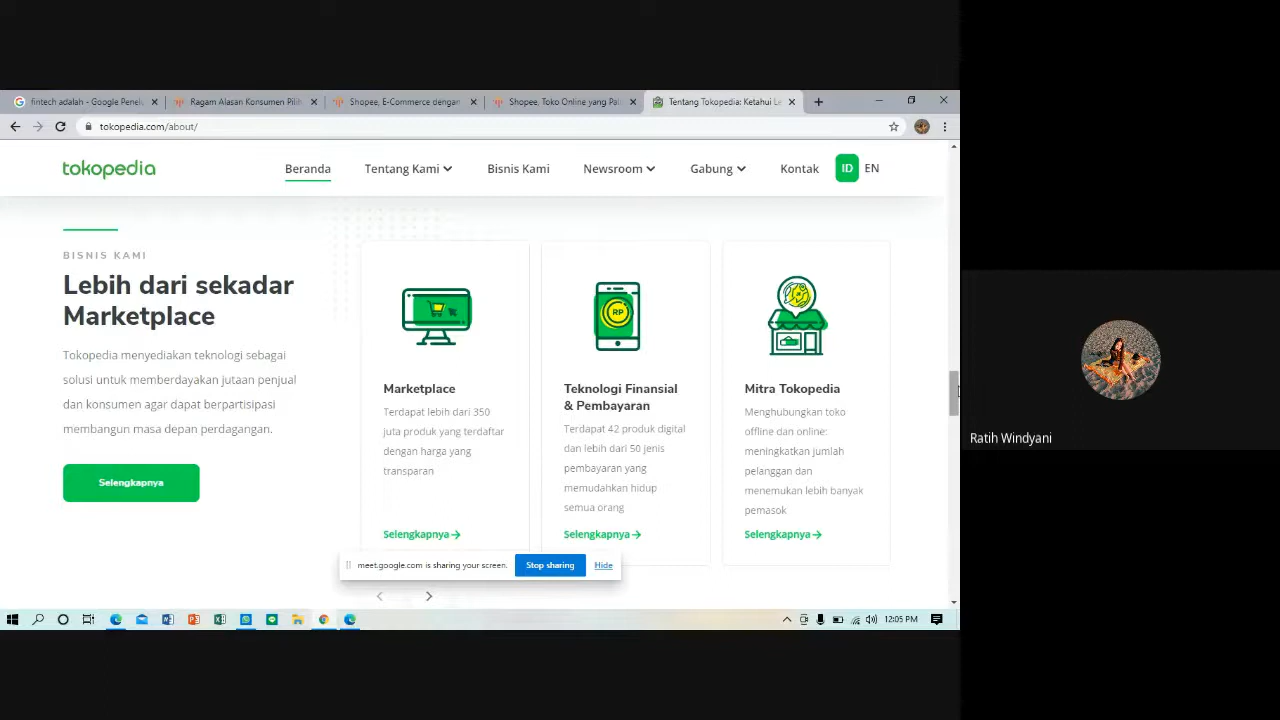 fintech adalah - Google Penel
Ragam Alasan Konsumen Pilih
Shopee, E-Commerce dengan
Shopee, Toko Online yang Pal
Tentang Tokopedia: Ketahui Le
tokopedia.com/about/
tokopedia
Beranda
Tentang Kami
Bisnis Kami
Newsroom
Gabung
Kontak
ID
EN
BISNIS KAMI
Lebih dari sekadar
Marketplace
Tokopedia menyediakan teknologi sebagai
solusi untuk memberdayakan jutaan penjual
dan konsumen agar dapat berpartisipasi
membangun masa depan perdagangan.
Selengkapnya
Marketplace
Terdapat lebih dari 350
juta produk yang terdaftar
dengan harga yang
transparan
Selengkapnya
RP
Teknologi Finansial
& Pembayaran
Terdapat 42 produk digital
dan lebih dari 50 jenis
pembayaran yang
memudahkan hidup
semua orang
Selengkapnya
Mitra Tokopedia
Menghubungkan toko
offline dan online:
meningkatkan jumlah
pelanggan dan
menemukan lebih banyak
pemasok
Selengkapnya
meet.google.com is sharing your screen.
Stop sharing
Hide
12:05 PM
Ratih Windyani